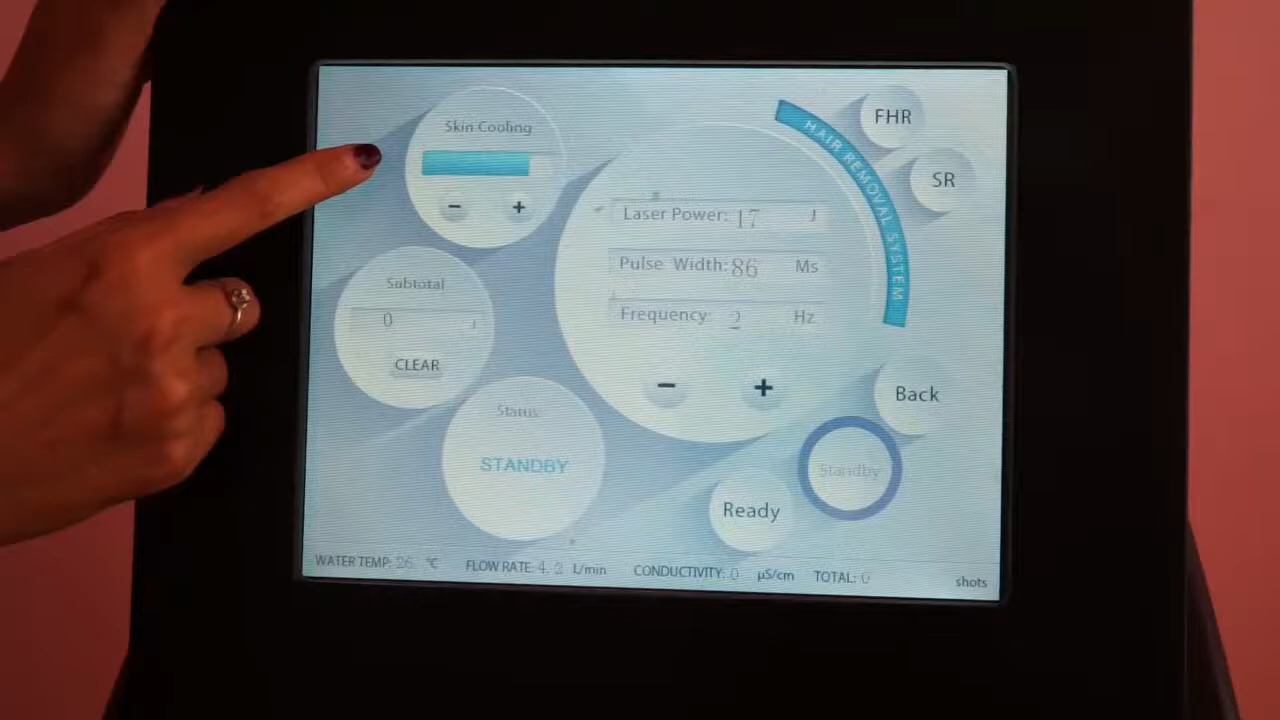 Skin Cooling
- +
Subtotal
0
CLEAR
Status
STANDBY
Laser Power: 17 J
Pulse Width: 86 Ms
Frequency: 2 Hz
- +
HAIR REMOVAL SYSTEM
FHR
SR
Back
Standby
Ready
WATER TEMP: 26 °C FLOW RATE: 4.2 L/min CONDUCTIVITY: 0 µS/cm TOTAL: 0 shots